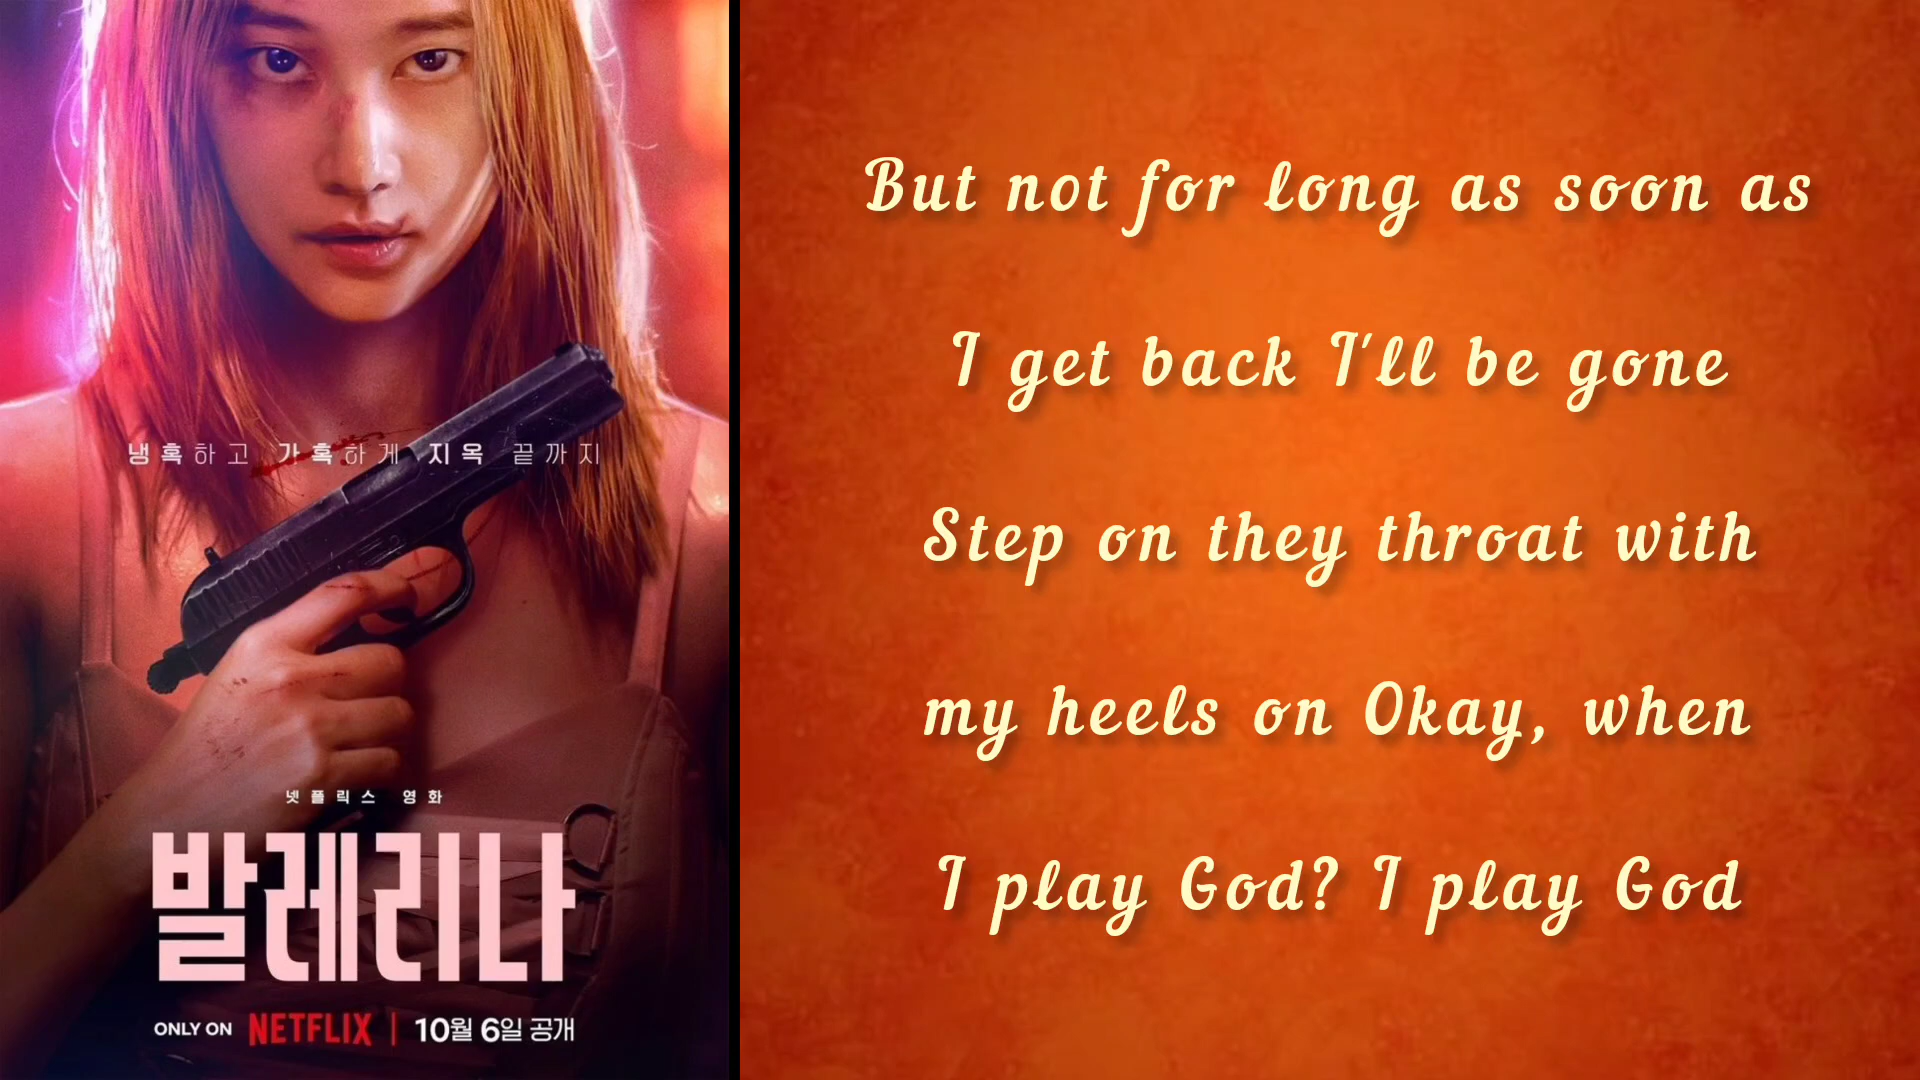 냉혹하고 가혹하게 지옥 끝까지
넷플릭스 영화
발레리나
ONLY ON NETFLIX | 10월 6일 공개
But not for long as soon as
I get back I'll be gone
Step on they throat with
my heels on Okay, when
I play God? I play God